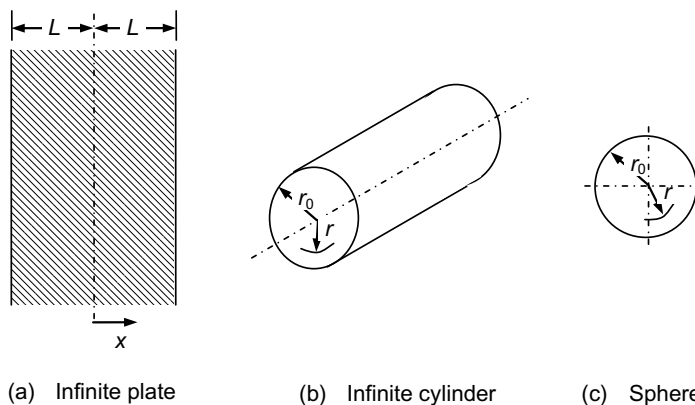 L L
r0
r
r0
r
x
(a) Infinite plate
(b) Infinite cylinder
(c) Sphere